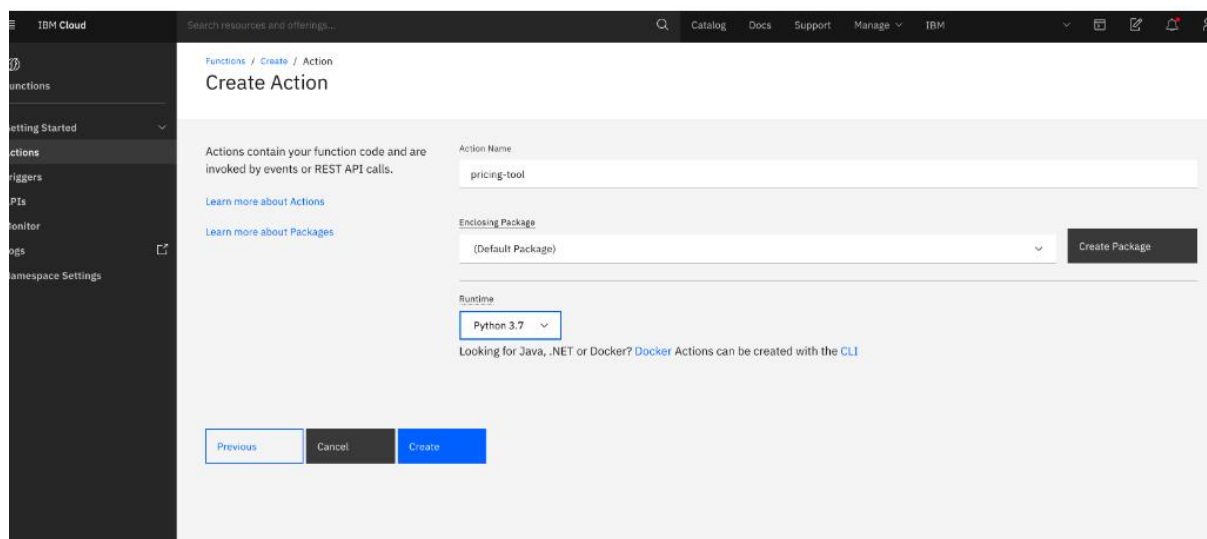 IBM Cloud
Search resources and offerings...
Catalog
Docs
Support
Manage
IBM
unctions
etting Started
ctions
riggers
PIs
onitor
ogs
amespace Settings
Functions / Create / Action
Create Action
Actions contain your function code and are
invoked by events or REST API calls.
Learn more about Actions
Learn more about Packages
Action Name
pricing-tool
Enclosing Package
(Default Package)
Create Package
Runtime
Python 3.7
Looking for Java, .NET or Docker? Docker Actions can be created with the CLI
Previous
Cancel
Create